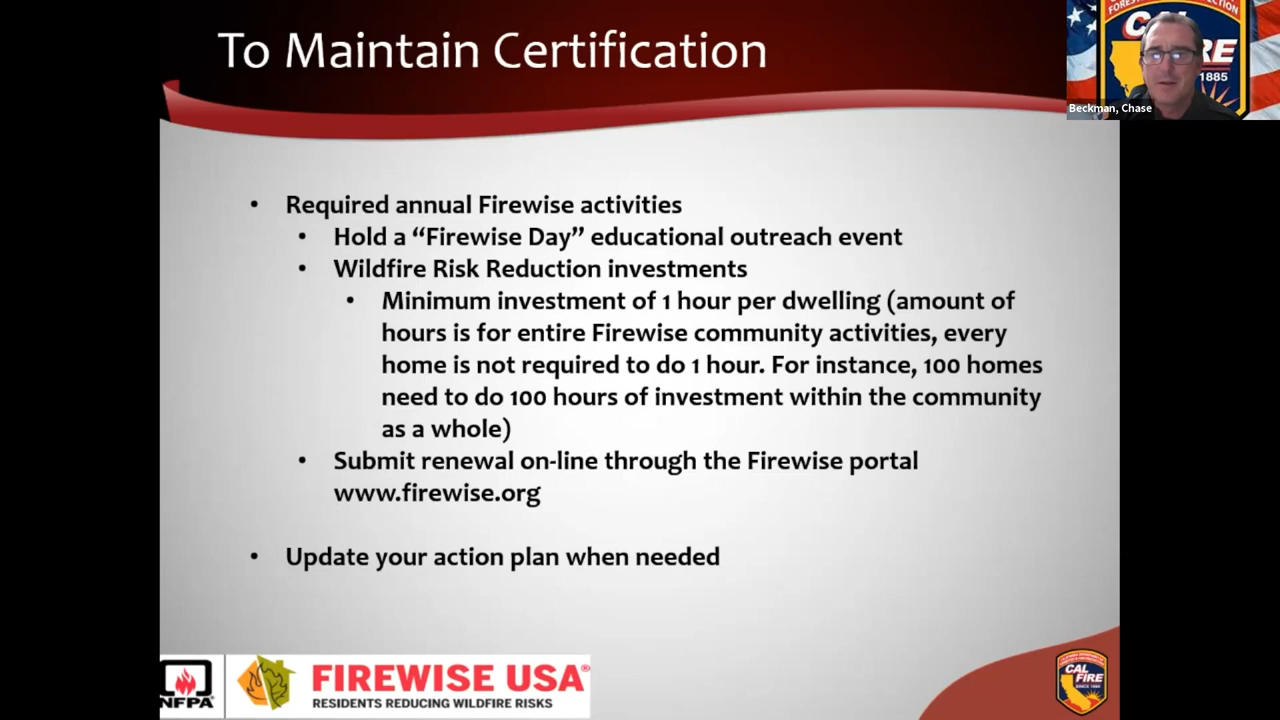 To Maintain Certification
CAL FIRE
1885
Beckman, Chase
• Required annual Firewise activities
• Hold a “Firewise Day” educational outreach event
• Wildfire Risk Reduction investments
• Minimum investment of 1 hour per dwelling (amount of
hours is for entire Firewise community activities, every
home is not required to do 1 hour. For instance, 100 homes
need to do 100 hours of investment within the community
as a whole)
• Submit renewal on-line through the Firewise portal
www.firewise.org
• Update your action plan when needed
NFPA
FIREWISE USA®
RESIDENTS REDUCING WILDFIRE RISKS
CAL
FIRE